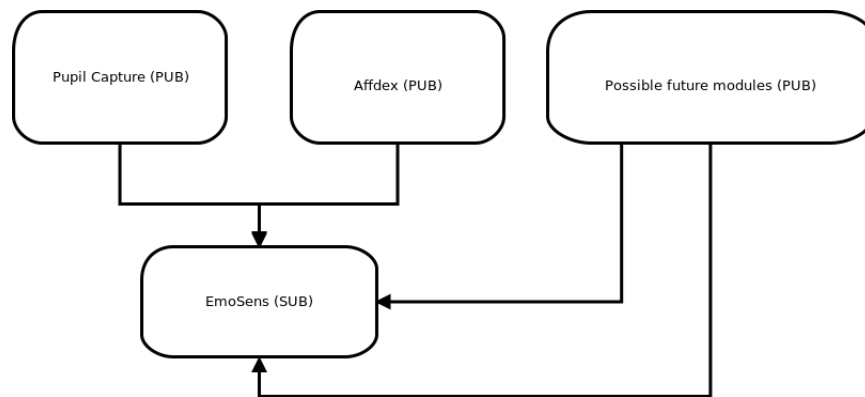 Pupil Capture (PUB)
Affdex (PUB)
Possible future modules (PUB)
EmoSens (SUB)